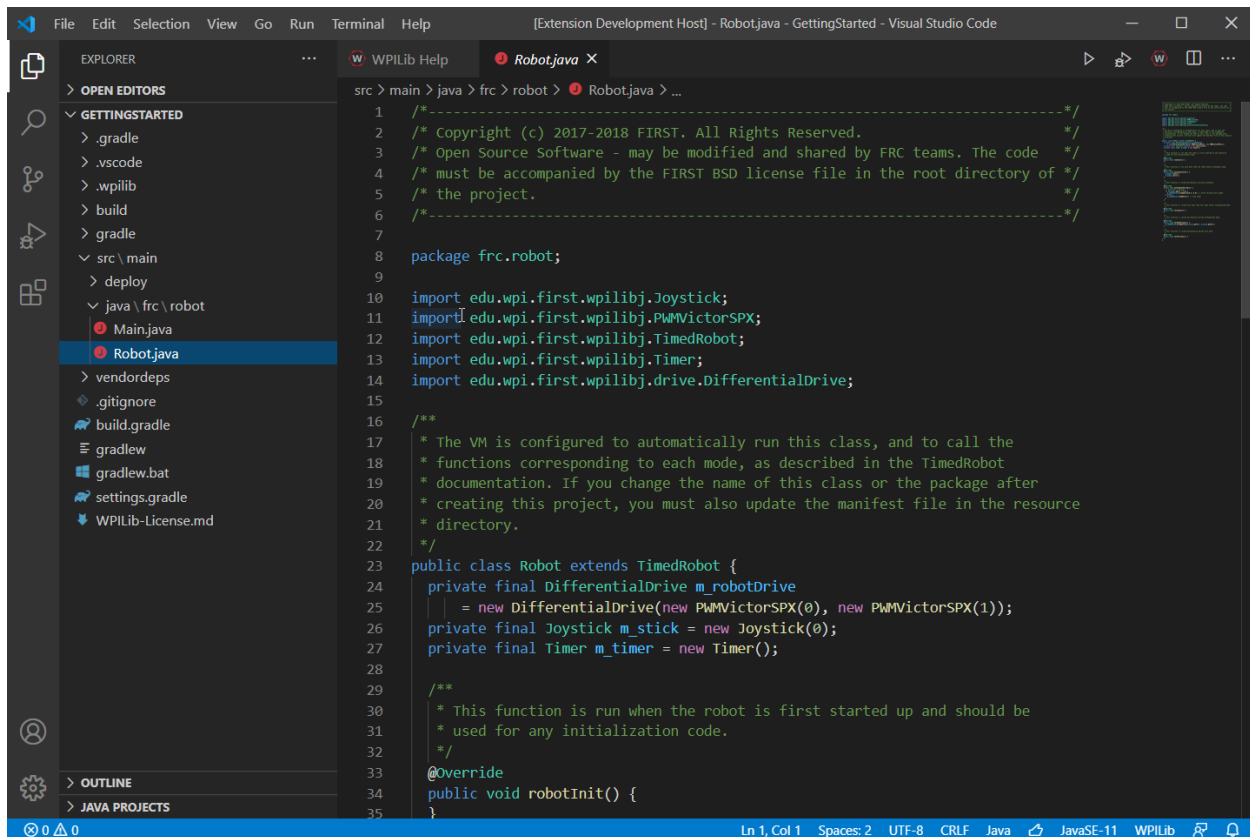 File Edit Selection View Go Run Terminal Help [Extension Development Host] - Robot.java - GettingStarted - Visual Studio Code
EXPLORER ...
OPEN EDITORS
GETTINGSTARTED
.gradle
.vscode
.wpilib
build
gradle
src \ main
deploy
java \ frc \ robot
Main.java
Robot.java
vendordeps
.gitignore
build.gradle
gradlew
gradlew.bat
settings.gradle
WPILib-License.md
OUTLINE
JAVA PROJECTS
WPILib Help Robot.java
src > main > java > frc > robot > Robot.java > ...
1 /*----------------------------------------------------------------------------*/
2 /* Copyright (c) 2017-2018 FIRST. All Rights Reserved. */
3 /* Open Source Software - may be modified and shared by FRC teams. The code */
4 /* must be accompanied by the FIRST BSD license file in the root directory of */
5 /* the project. */
6 /*----------------------------------------------------------------------------*/
7
8 package frc.robot;
9
10 import edu.wpi.first.wpilibj.Joystick;
11 import edu.wpi.first.wpilibj.PWMVictorSPX;
12 import edu.wpi.first.wpilibj.TimedRobot;
13 import edu.wpi.first.wpilibj.Timer;
14 import edu.wpi.first.wpilibj.drive.DifferentialDrive;
15
16 /**
17 * The VM is configured to automatically run this class, and to call the
18 * functions corresponding to each mode, as described in the TimedRobot
19 * documentation. If you change the name of this class or the package after
20 * creating this project, you must also update the manifest file in the resource
21 * directory.
22 */
23 public class Robot extends TimedRobot {
24 private final DifferentialDrive m_robotDrive
25 = new DifferentialDrive(new PWMVictorSPX(0), new PWMVictorSPX(1));
26 private final Joystick m_stick = new Joystick(0);
27 private final Timer m_timer = new Timer();
28
29 /**
30 * This function is run when the robot is first started up and should be
31 * used for any initialization code.
32 */
33 @Override
34 public void robotInit() {
35 }
0 0 Ln 1, Col 1 Spaces: 2 UTF-8 CRLF Java JavaSE-11 WPILib